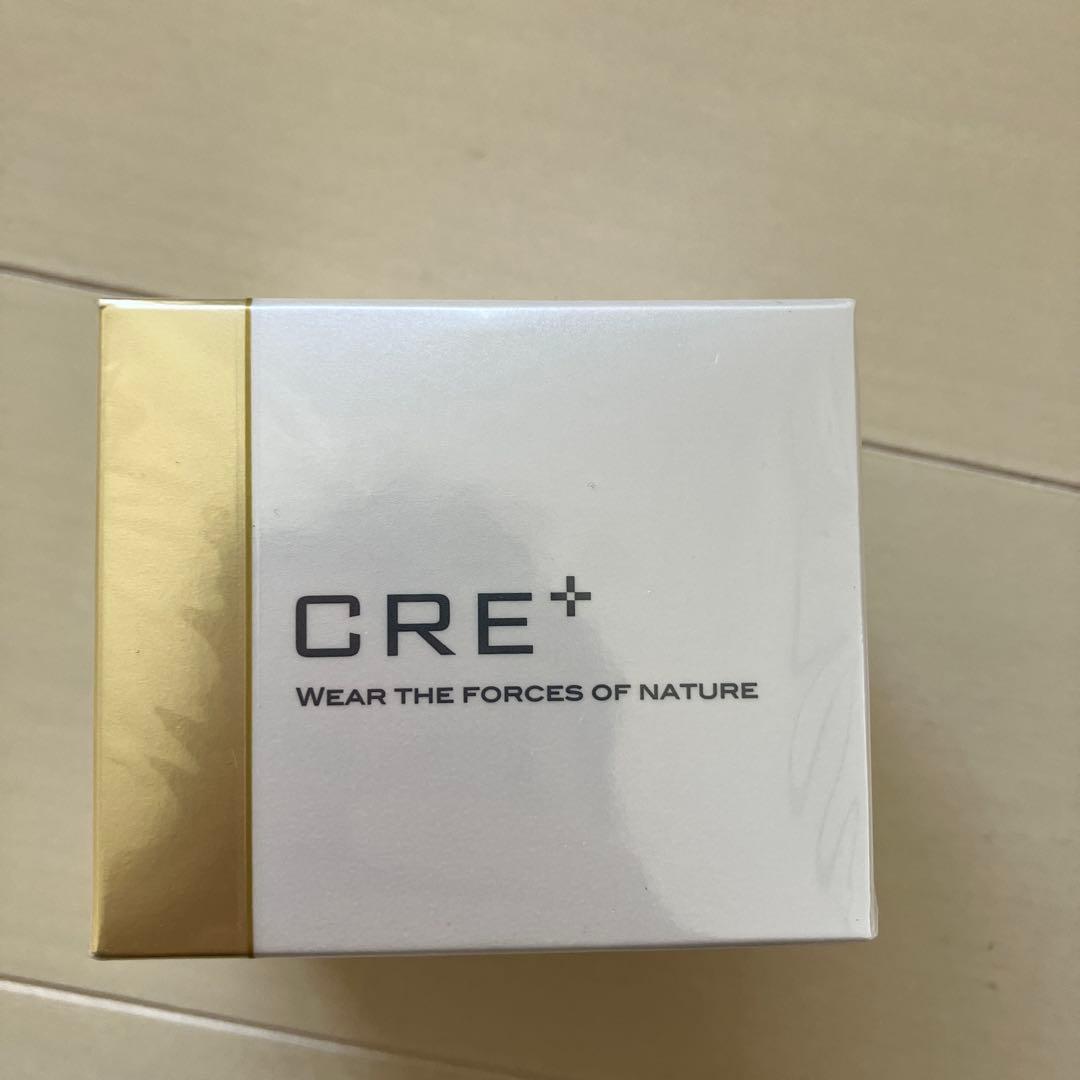 CRE+
WEAR THE FORCES OF NATURE